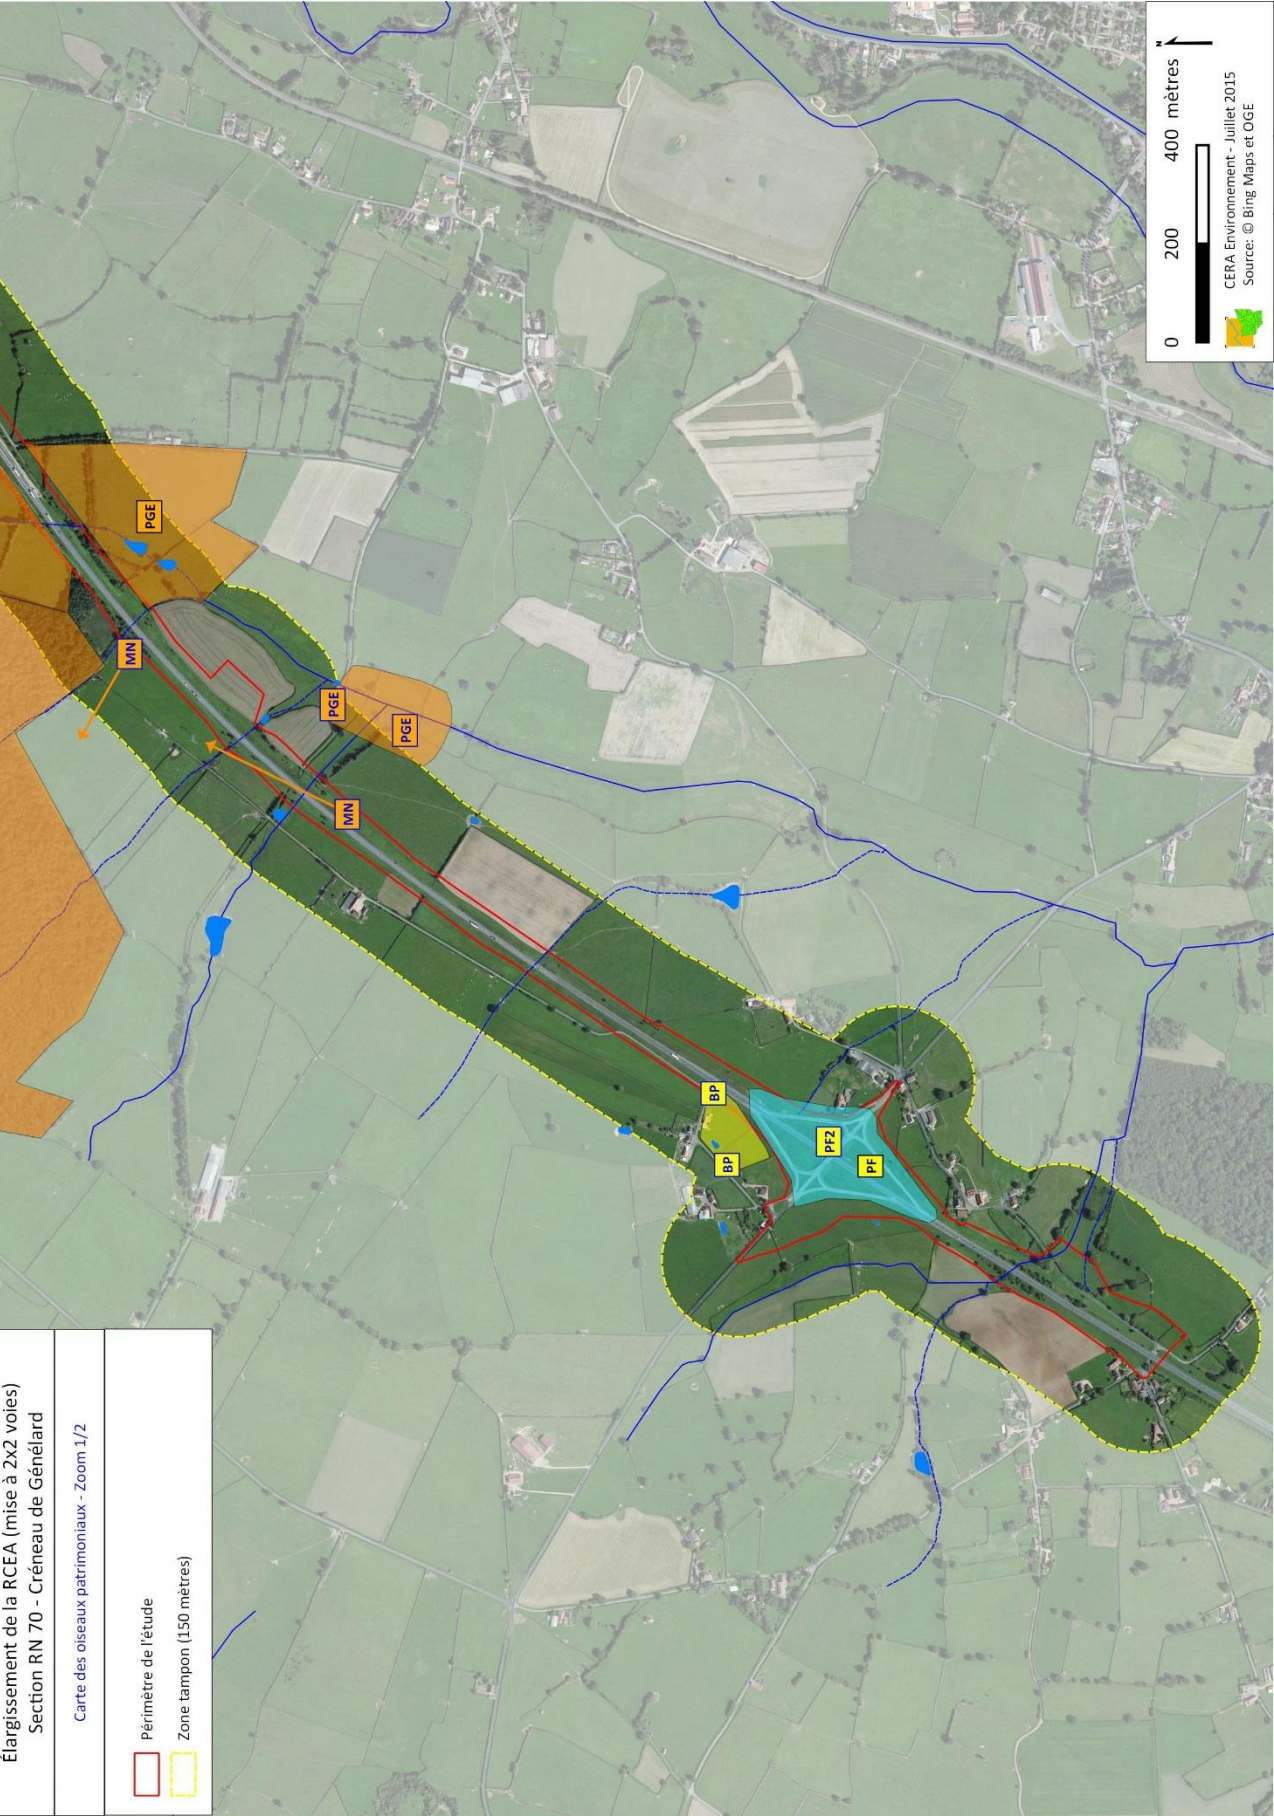 Élargissement de la RCEA (mise à 2x2 voies)
Section RN 70 - Créneau de Génélard
Carte des oiseaux patrimoniaux - Zoom 1/2
Périmètre de l'étude
Zone tampon (150 mètres)
BP
BP
PF2
PF
MN
MN
PGE
PGE
PGE
N
0 200 400 mètres
CERA Environnement - Juillet 2015
Source: © Bing Maps et OGE